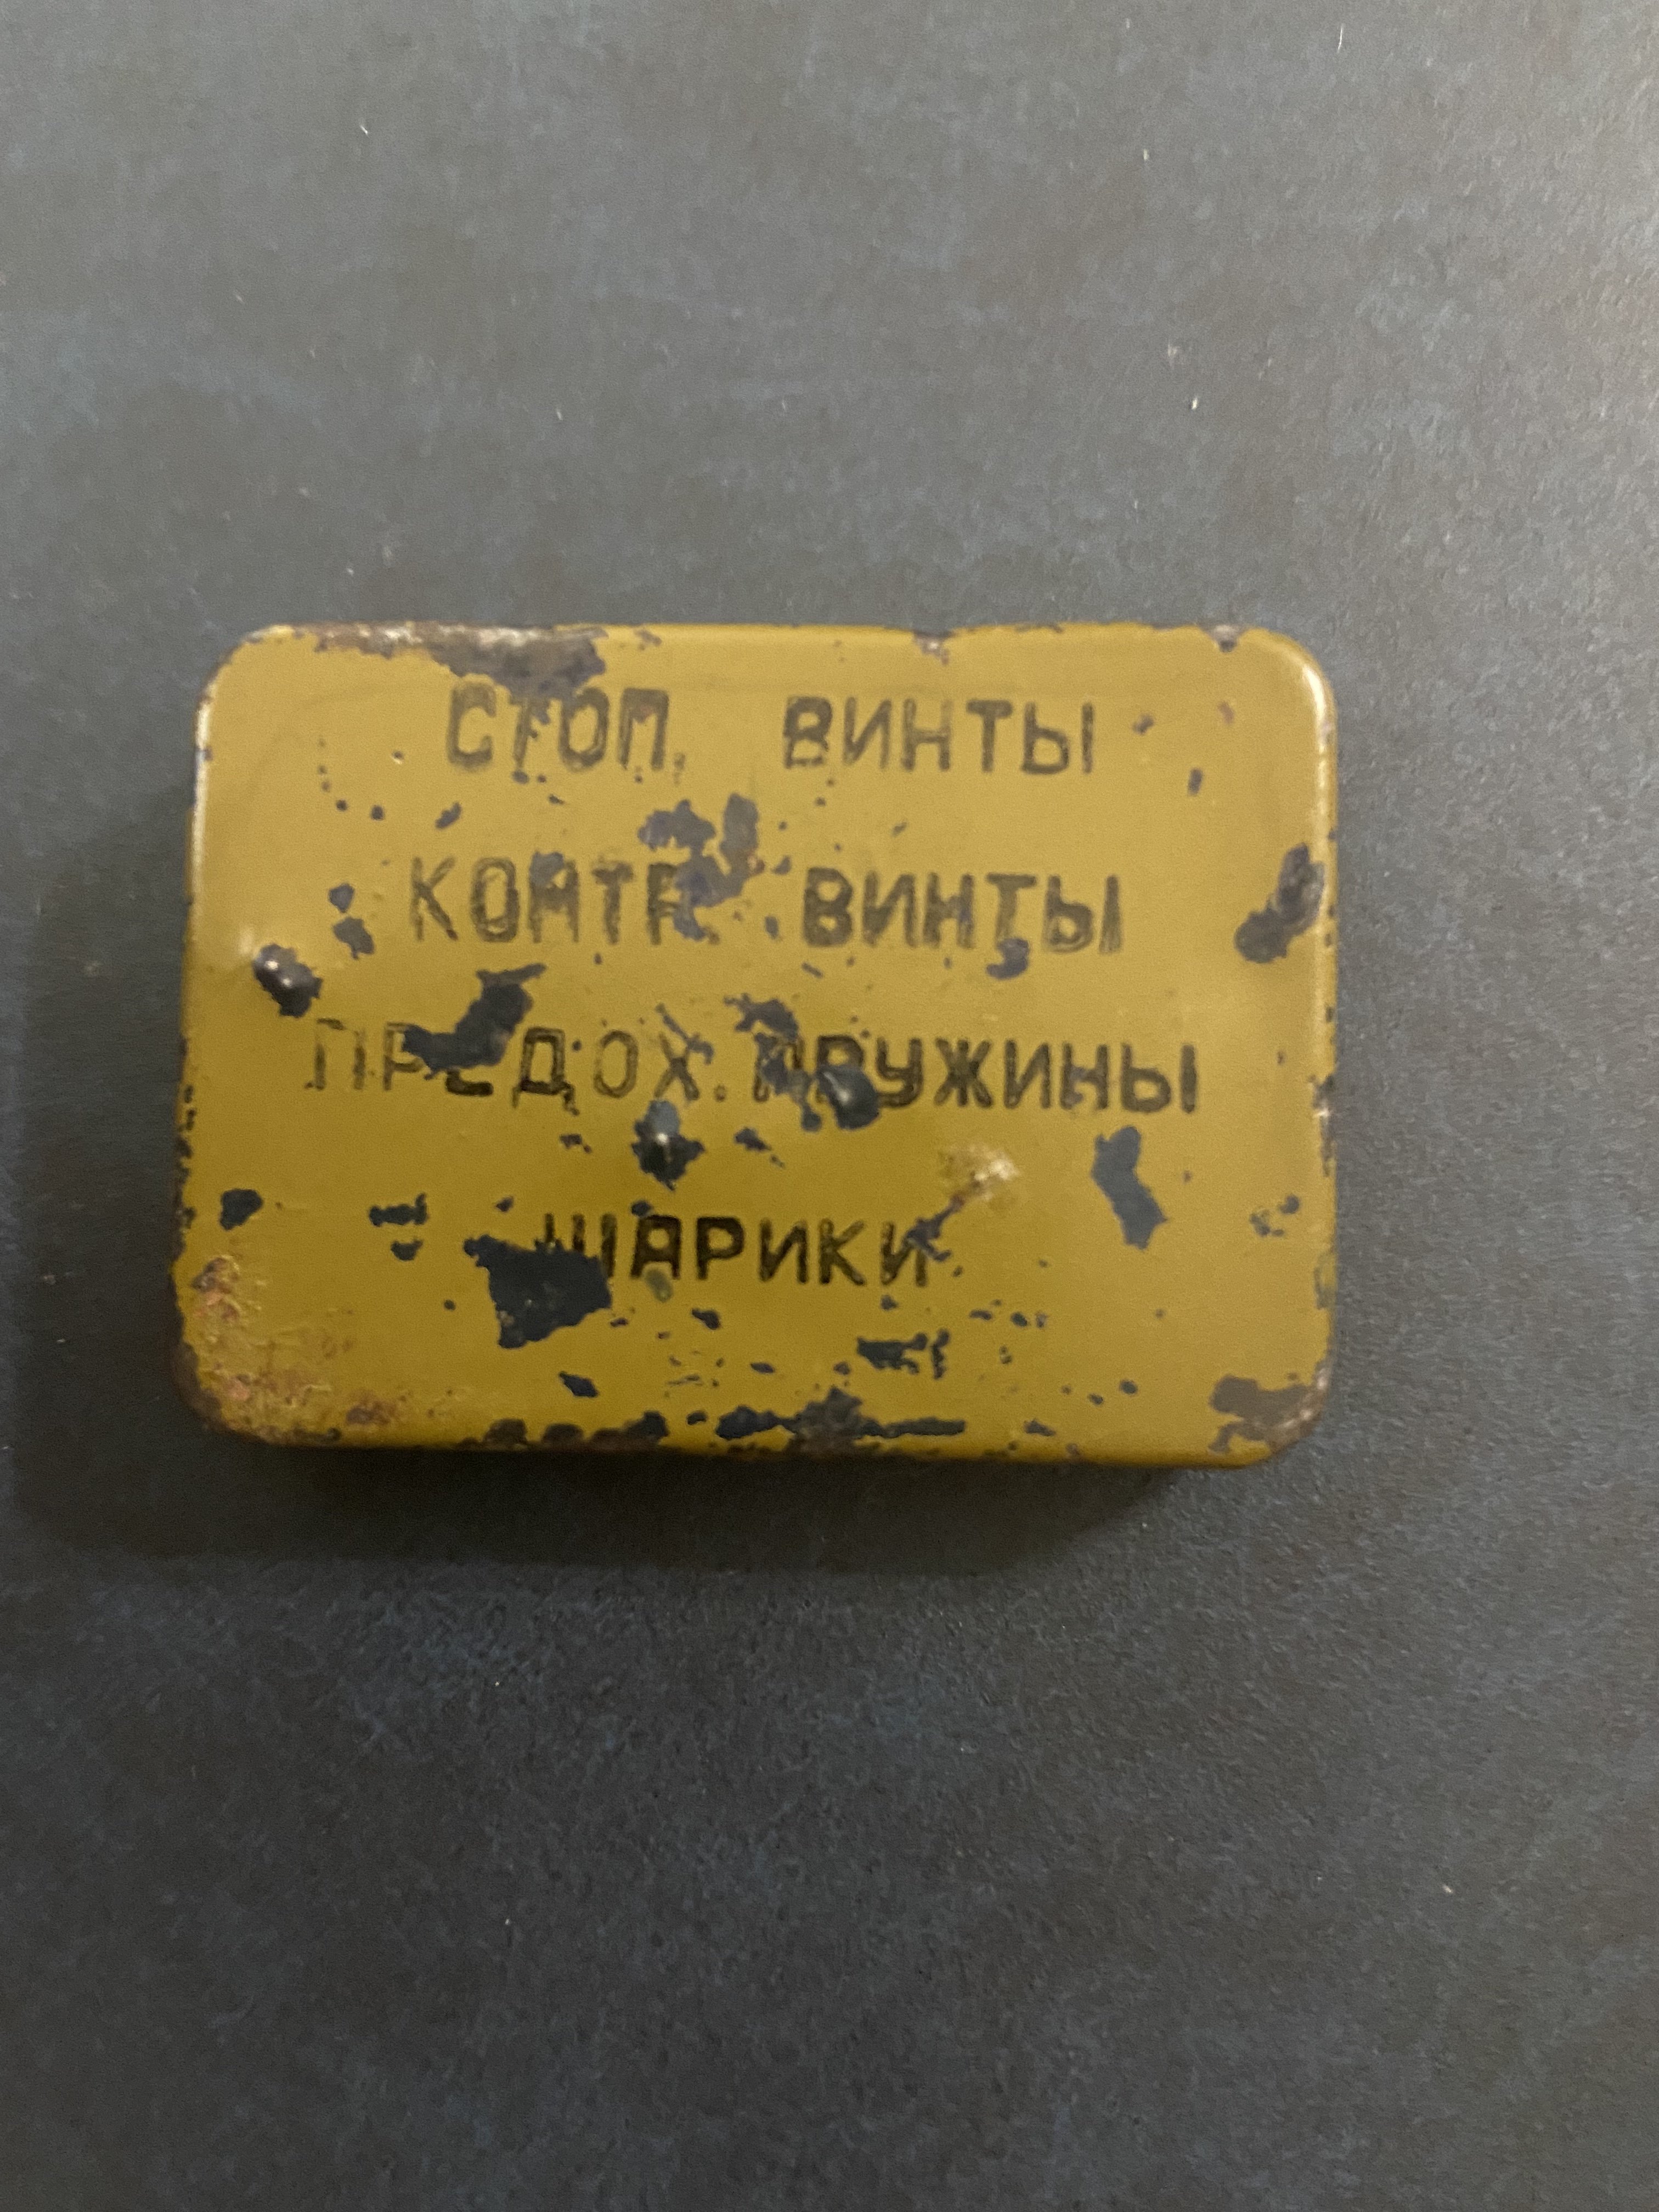 СТОП. ВИНТЫ
КОНТР. ВИНТЫ
ПРЕДОХ. ПРУЖИНЫ
ШАРИКИ